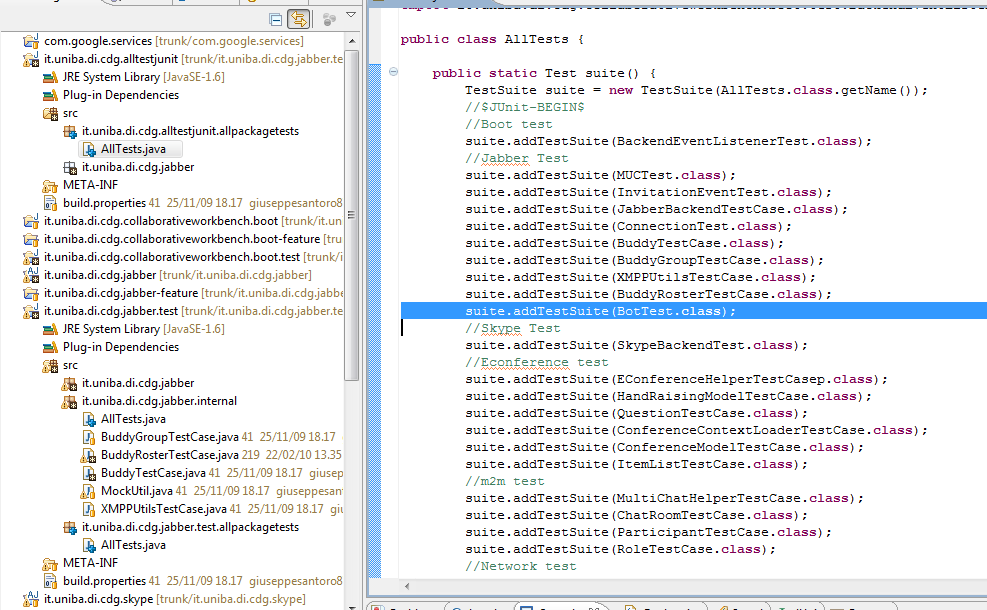 com.google.services [trunk/com.google.services]
it.uniba.di.cdg.alltestjunit [trunk/it.uniba.di.cdg.jabber.te
JRE System Library [JavaSE-1.6]
Plug-in Dependencies
src
it.uniba.di.cdg.alltestjunit.allpackagetests
AllTests.java
it.uniba.di.cdg.jabber
META-INF
build.properties 41 25/11/09 18.17 giuseppesantoro8
it.uniba.di.cdg.collaborativeworkbench.boot [trunk/it.un
it.uniba.di.cdg.collaborativeworkbench.boot-feature [tru
it.uniba.di.cdg.collaborativeworkbench.boot.test [trunk/i
it.uniba.di.cdg.jabber [trunk/it.uniba.di.cdg.jabber]
it.uniba.di.cdg.jabber-feature [trunk/it.uniba.di.cdg.jabbe
it.uniba.di.cdg.jabber.test [trunk/it.uniba.di.cdg.jabber.te
JRE System Library [JavaSE-1.6]
Plug-in Dependencies
src
it.uniba.di.cdg.jabber
it.uniba.di.cdg.jabber.internal
AllTests.java
BuddyGroupTestCase.java 41 25/11/09 18.17
BuddyRosterTestCase.java 219 22/02/10 13.35
BuddyTestCase.java 41 25/11/09 18.17 giusep
MockUtil.java 41 25/11/09 18.17 giuseppesan
XMPPUtilsTestCase.java 41 25/11/09 18.17 giu
it.uniba.di.cdg.jabber.test.allpackagetests
AllTests.java
META-INF
build.properties 41 25/11/09 18.17 giuseppesantoro8
it.uniba.di.cdg.skype [trunk/it.uniba.di.cdg.skype]
public class AllTests {
public static Test suite() {
TestSuite suite = new TestSuite(AllTests.class.getName());
//$JUnit-BEGIN$
//Boot test
suite.addTestSuite(BackendEventListenerTest.class);
//Jabber Test
suite.addTestSuite(MUCTest.class);
suite.addTestSuite(InvitationEventTest.class);
suite.addTestSuite(JabberBackendTestCase.class);
suite.addTestSuite(ConnectionTest.class);
suite.addTestSuite(BuddyTestCase.class);
suite.addTestSuite(BuddyGroupTestCase.class);
suite.addTestSuite(XMPPUtilsTestCase.class);
suite.addTestSuite(BuddyRosterTestCase.class);
suite.addTestSuite(BotTest.class);
//Skype Test
suite.addTestSuite(SkypeBackendTest.class);
//Econference test
suite.addTestSuite(EConferenceHelperTestCasep.class);
suite.addTestSuite(HandRaisingModelTestCase.class);
suite.addTestSuite(QuestionTestCase.class);
suite.addTestSuite(ConferenceContextLoaderTestCase.class);
suite.addTestSuite(ConferenceModelTestCase.class);
suite.addTestSuite(ItemListTestCase.class);
//m2m test
suite.addTestSuite(MultiChatHelperTestCase.class);
suite.addTestSuite(ChatRoomTestCase.class);
suite.addTestSuite(ParticipantTestCase.class);
suite.addTestSuite(RoleTestCase.class);
//Network test